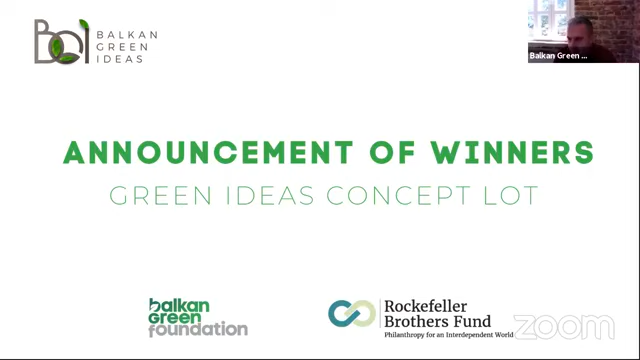 BGI
BALKAN
GREEN
IDEAS
Balkan Green ...
ANNOUNCEMENT OF WINNERS
GREEN IDEAS CONCEPT LOT
balkan
green
foundation
Rockefeller
Brothers Fund
Philanthropy for an Interdependent World
zoom